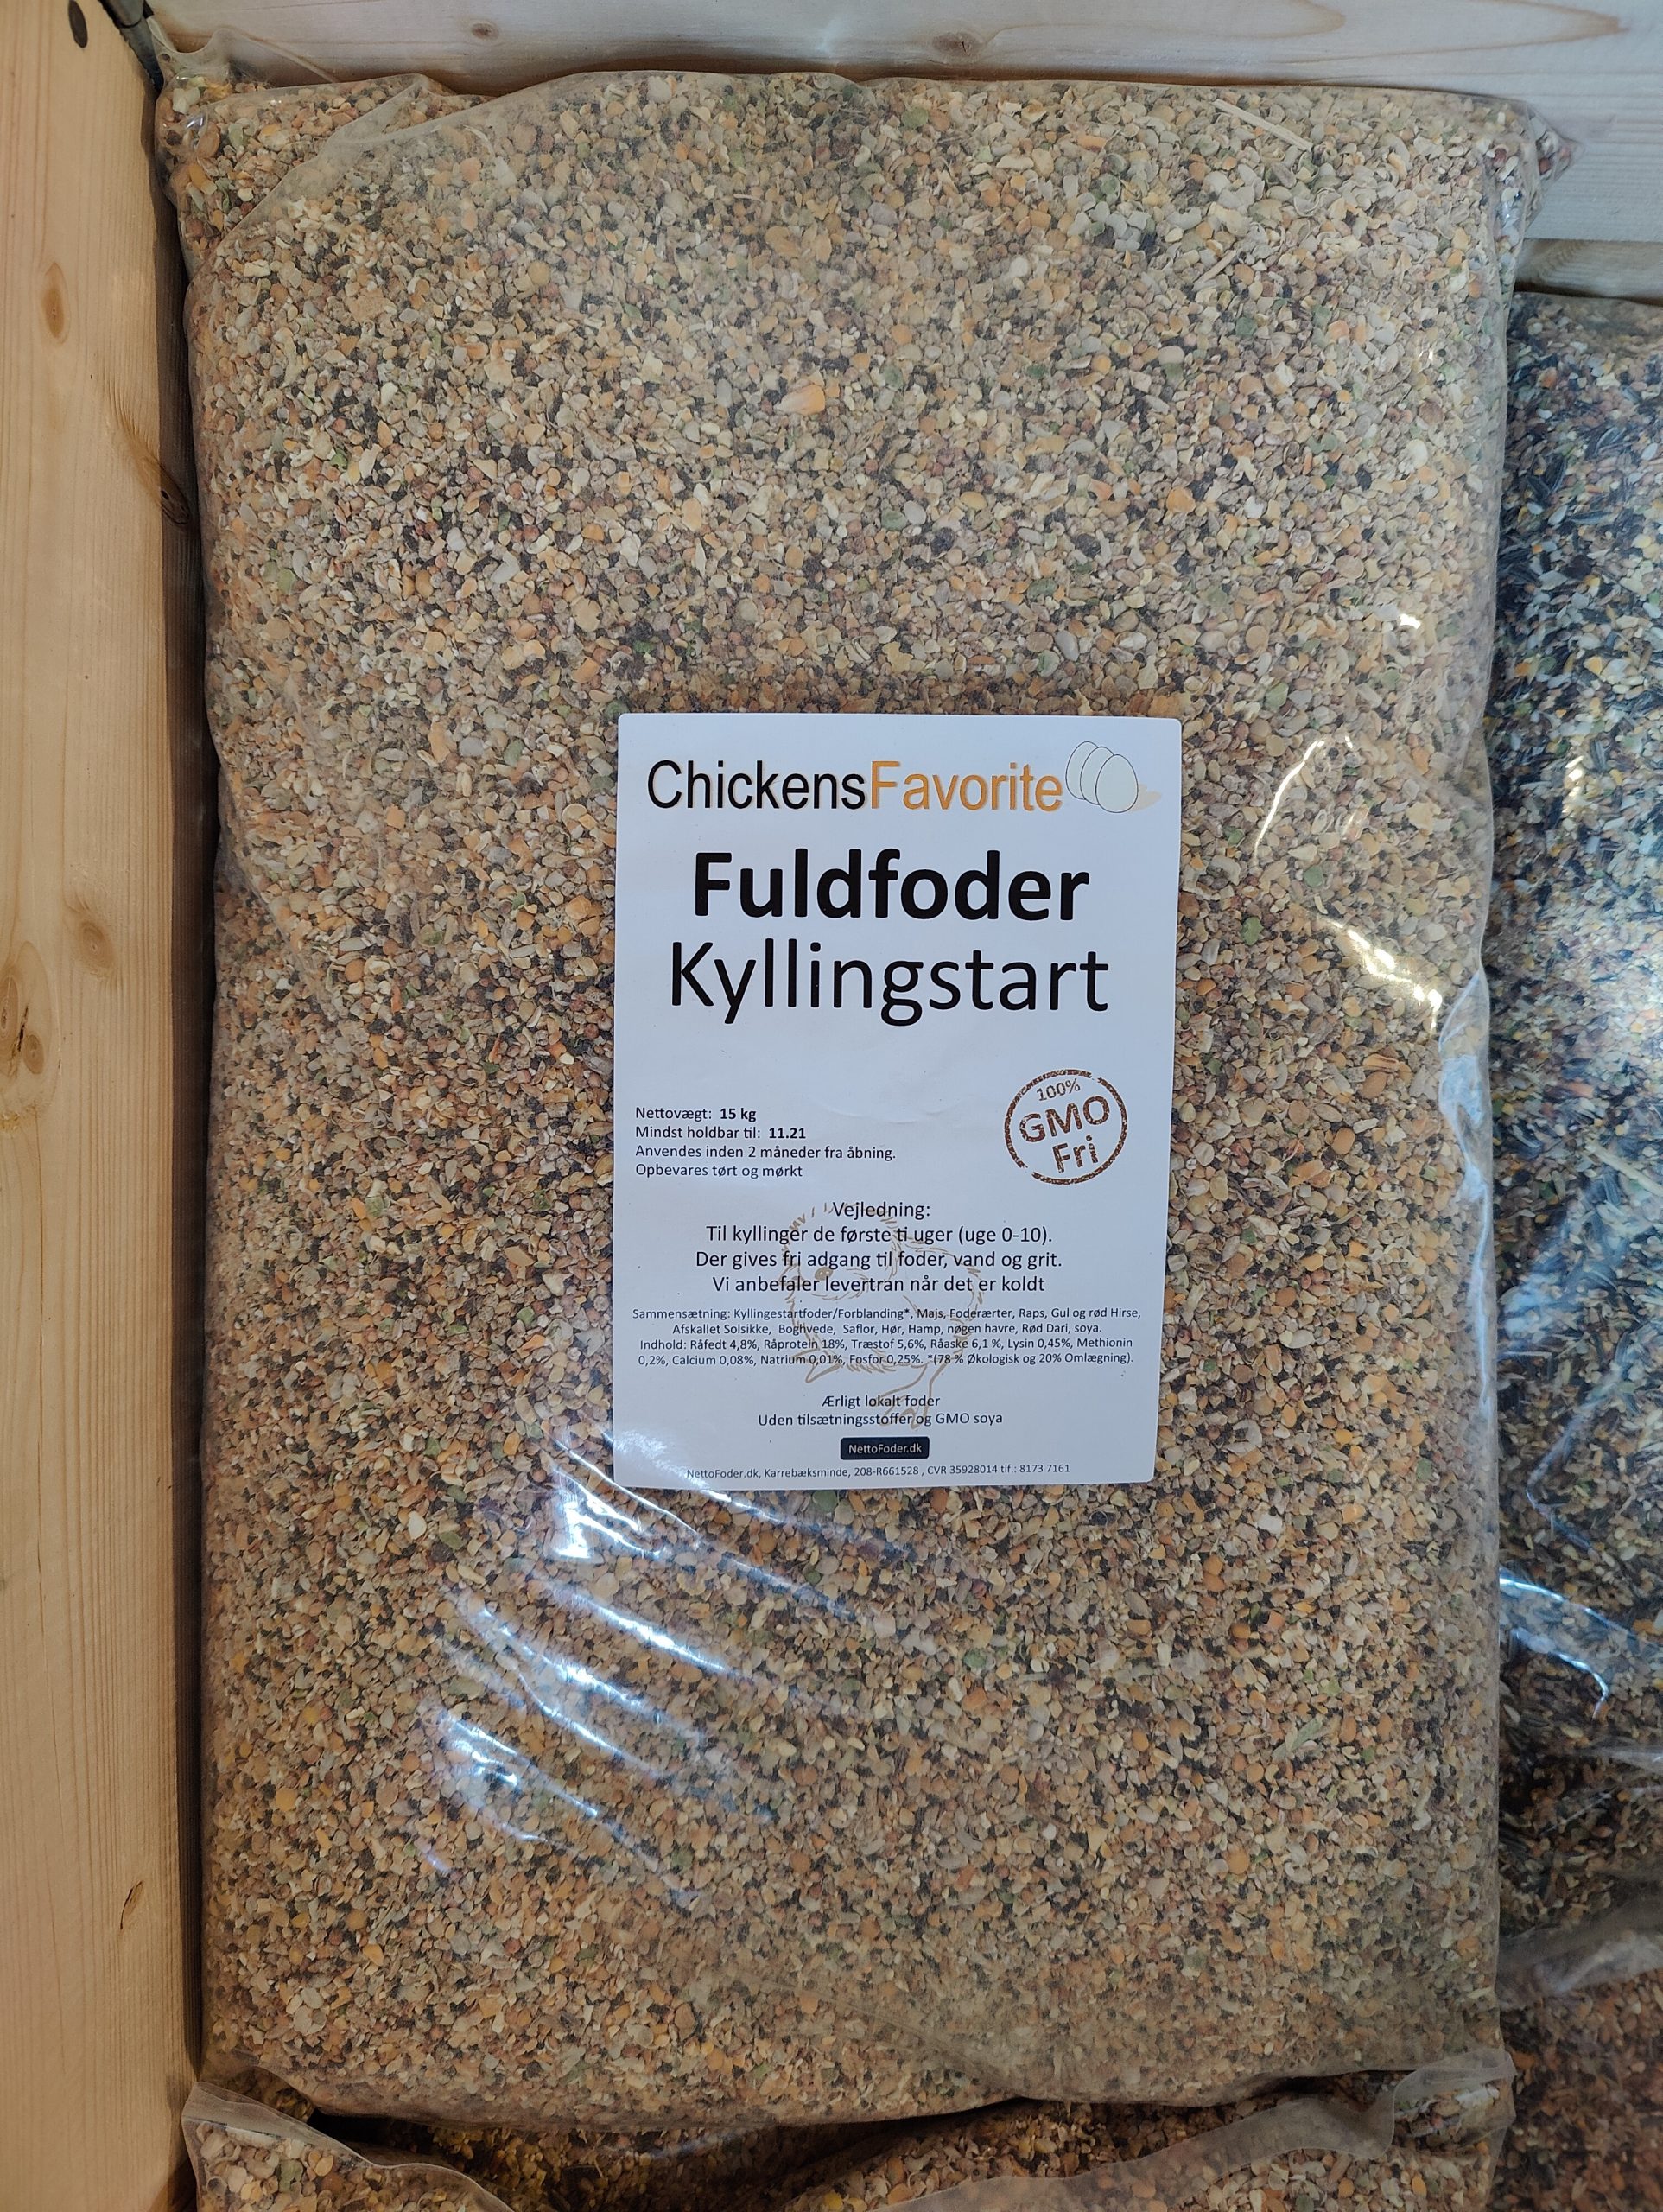 ChickensFavorite
Fuldfoder
Kyllingstart
Nettovægt: 15 kg
Mindst holdbar til: 11.21
Anvendes inden 2 måneder fra åbning.
Opbevares tørt og mørkt
100%
GMO
Fri
Vejledning:
Til kyllinger de første ti uger (uge 0-10).
Der gives fri adgang til foder, vand og grit.
Vi anbefaler levertran når det er koldt
Sammensætning: Kyllingestartfoder/Forblanding*, Majs, Foderærter, Raps, Gul og rød Hirse,
Afskallet Solsikke, Boghvede, Saflor, Hør, Hamp, nøgen havre, Rød Dari, soya.
Indhold: Råfedt 4,8%, Råprotein 18%, Træstof 5,6%, Råaske 6,1 %, Lysin 0,45%, Methionin
0,2%, Calcium 0,08%, Natrium 0,01%, Fosfor 0,25%. *(78 % Økologisk og 20% Omlægning).
Ærligt lokalt foder
Uden tilsætningsstoffer og GMO soya
NettoFoder.dk
NettoFoder.dk, Karrebæksminde, 208-R661528 , CVR 35928014 tlf.: 8173 7161